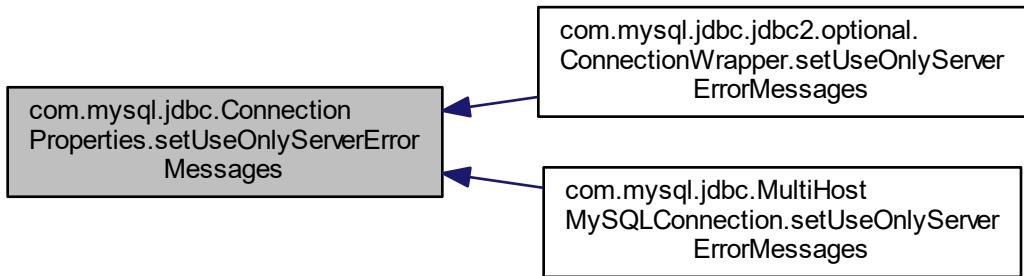 com.mysql.jdbc.Connection
Properties.setUseOnlyServerError
Messages
com.mysql.jdbc.jdbc2.optional.
ConnectionWrapper.setUseOnlyServer
ErrorMessages
com.mysql.jdbc.MultiHost
MySQLConnection.setUseOnlyServer
ErrorMessages